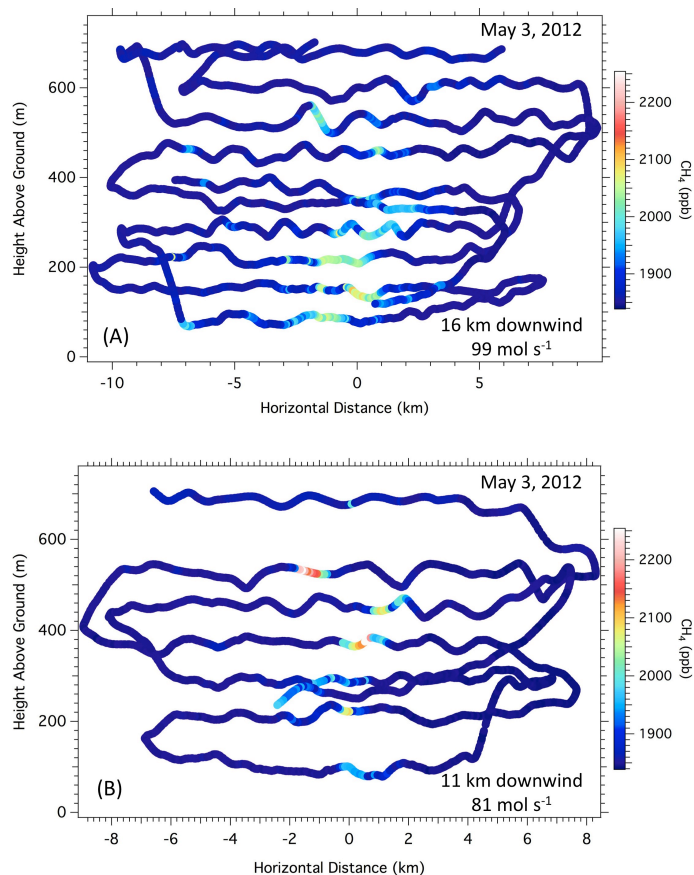 May 3, 2012
Height Above Ground (m)
600
400
200
0
CH4 (ppb)
2200
2100
2000
1900
(A)
16 km downwind
99 mol s-1
-10
-5
0
5
Horizontal Distance (km)
May 3, 2012
Height Above Ground (m)
600
400
200
0
CH4 (ppb)
2200
2100
2000
1900
(B)
11 km downwind
81 mol s-1
-8
-6
-4
-2
0
2
4
6
8
Horizontal Distance (km)